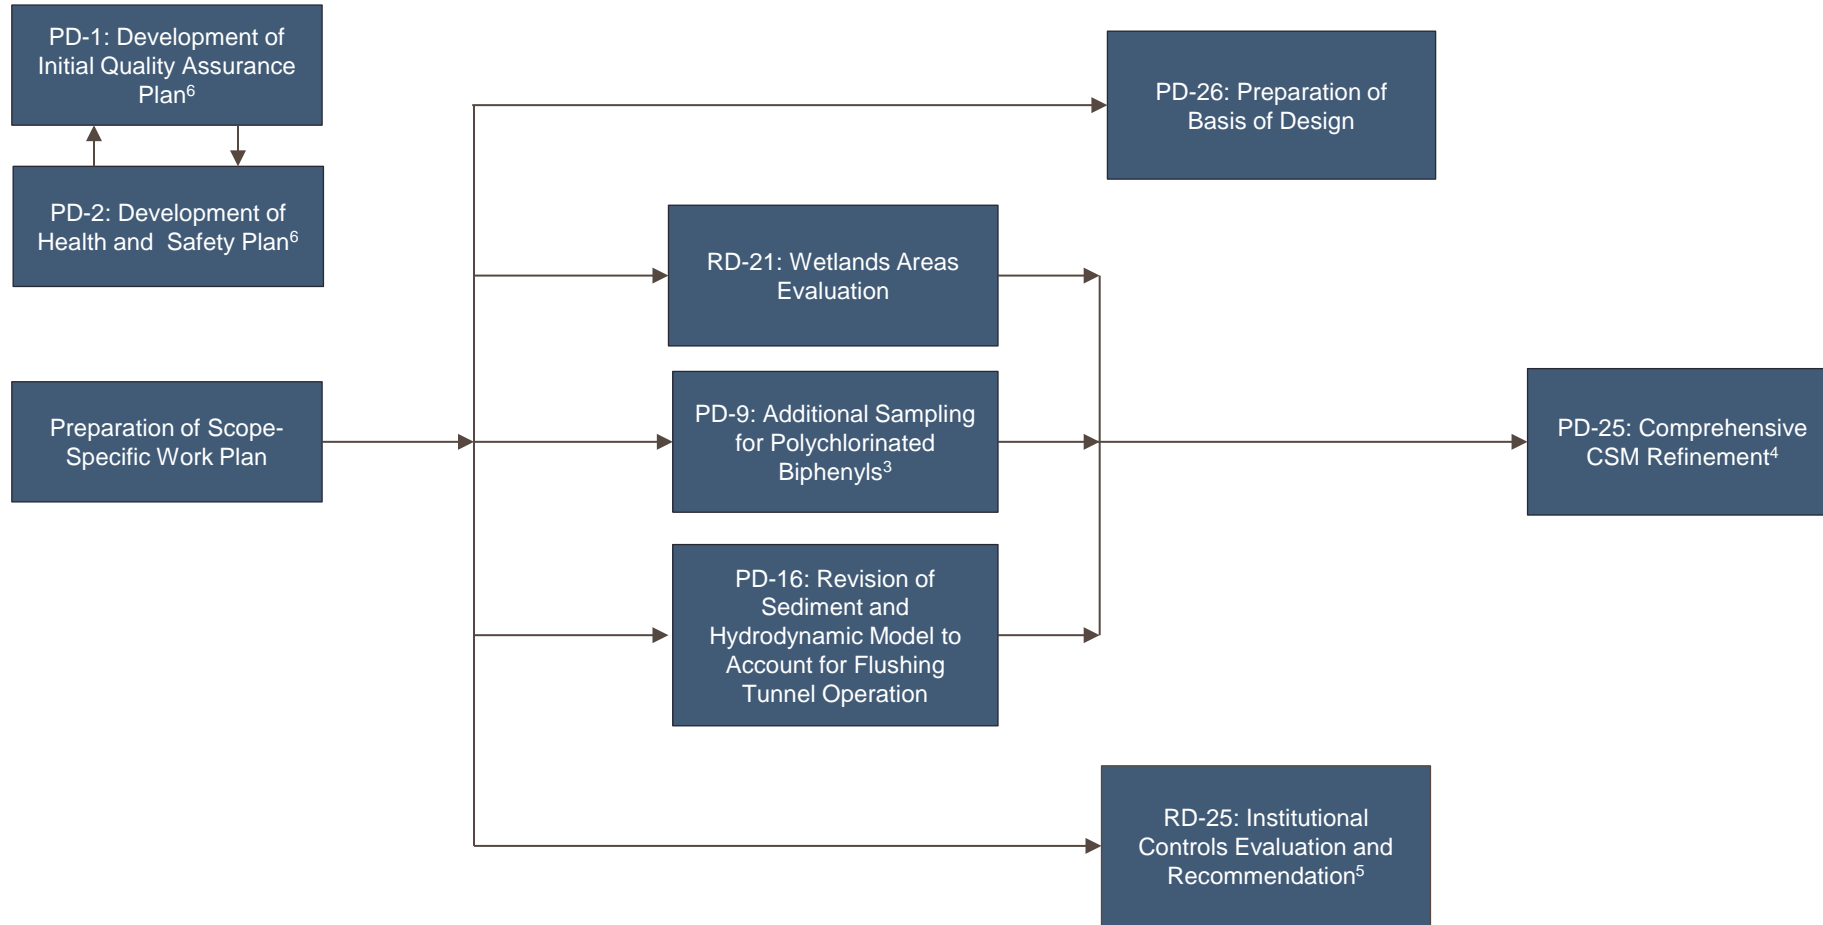 PD-1: Development of
Initial Quality Assurance
Plan⁶
PD-2: Development of
Health and  Safety Plan⁶
Preparation of Scope-
Specific Work Plan
PD-26: Preparation of
Basis of Design
RD-21: Wetlands Areas
Evaluation
PD-9: Additional Sampling
for Polychlorinated
Biphenyls³
PD-16: Revision of
Sediment and
Hydrodynamic Model to
Account for Flushing
Tunnel Operation
PD-25: Comprehensive
CSM Refinement⁴
RD-25: Institutional
Controls Evaluation and
Recommendation⁵